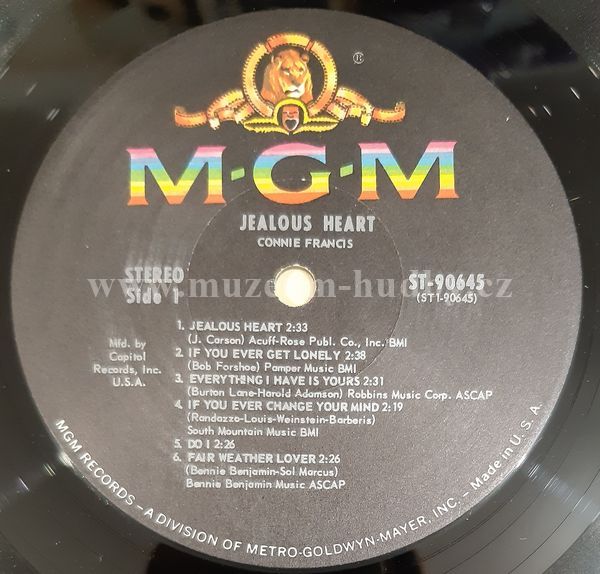 ®
M·G·M
JEALOUS HEART
CONNIE FRANCIS
STEREO
Side 1
ST-90645
(ST1-90645)
www.muzeum-hudby.cz
Mfd. by
Capitol
Records, Inc.
U.S.A.
1. JEALOUS HEART 2:33
(J. Carson) Acuff-Rose Publ. Co., Inc. BMI
2. IF YOU EVER GET LONELY 2:38
(Bob Forshoe) Pamper Music BMI
3. EVERYTHING I HAVE IS YOURS 2:31
(Burton Lane-Harold Adamson) Robbins Music Corp. ASCAP
4. IF YOU EVER CHANGE YOUR MIND 2:19
(Randazzo-Louis-Weinstein-Barberis)
South Mountain Music BMI
5. DO I 2:26
6. FAIR WEATHER LOVER 2:26
(Bennie Benjamin-Sol Marcus)
Bennie Benjamin Music ASCAP
MGM RECORDS – A DIVISION OF METRO-GOLDWYN-MAYER, INC. – Made in U.S.A.